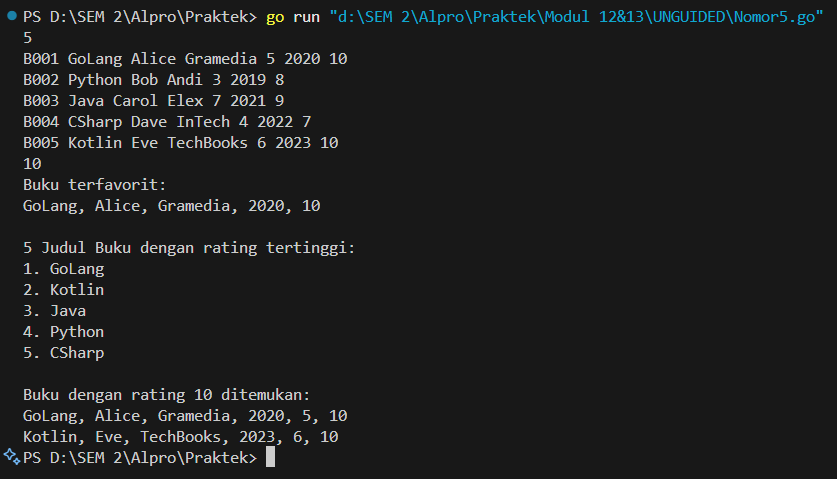 PS D:\SEM 2\Alpro\Praktek> go run "d:\SEM 2\Alpro\Praktek\Modul 12&13\UNGUIDED\Nomor5.go"
5
B001 GoLang Alice Gramedia 5 2020 10
B002 Python Bob Andi 3 2019 8
B003 Java Carol Elex 7 2021 9
B004 CSharp Dave InTech 4 2022 7
B005 Kotlin Eve TechBooks 6 2023 10
10
Buku terfavorit:
GoLang, Alice, Gramedia, 2020, 10

5 Judul Buku dengan rating tertinggi:
1. GoLang
2. Kotlin
3. Java
4. Python
5. CSharp

Buku dengan rating 10 ditemukan:
GoLang, Alice, Gramedia, 2020, 5, 10
Kotlin, Eve, TechBooks, 2023, 6, 10
PS D:\SEM 2\Alpro\Praktek>